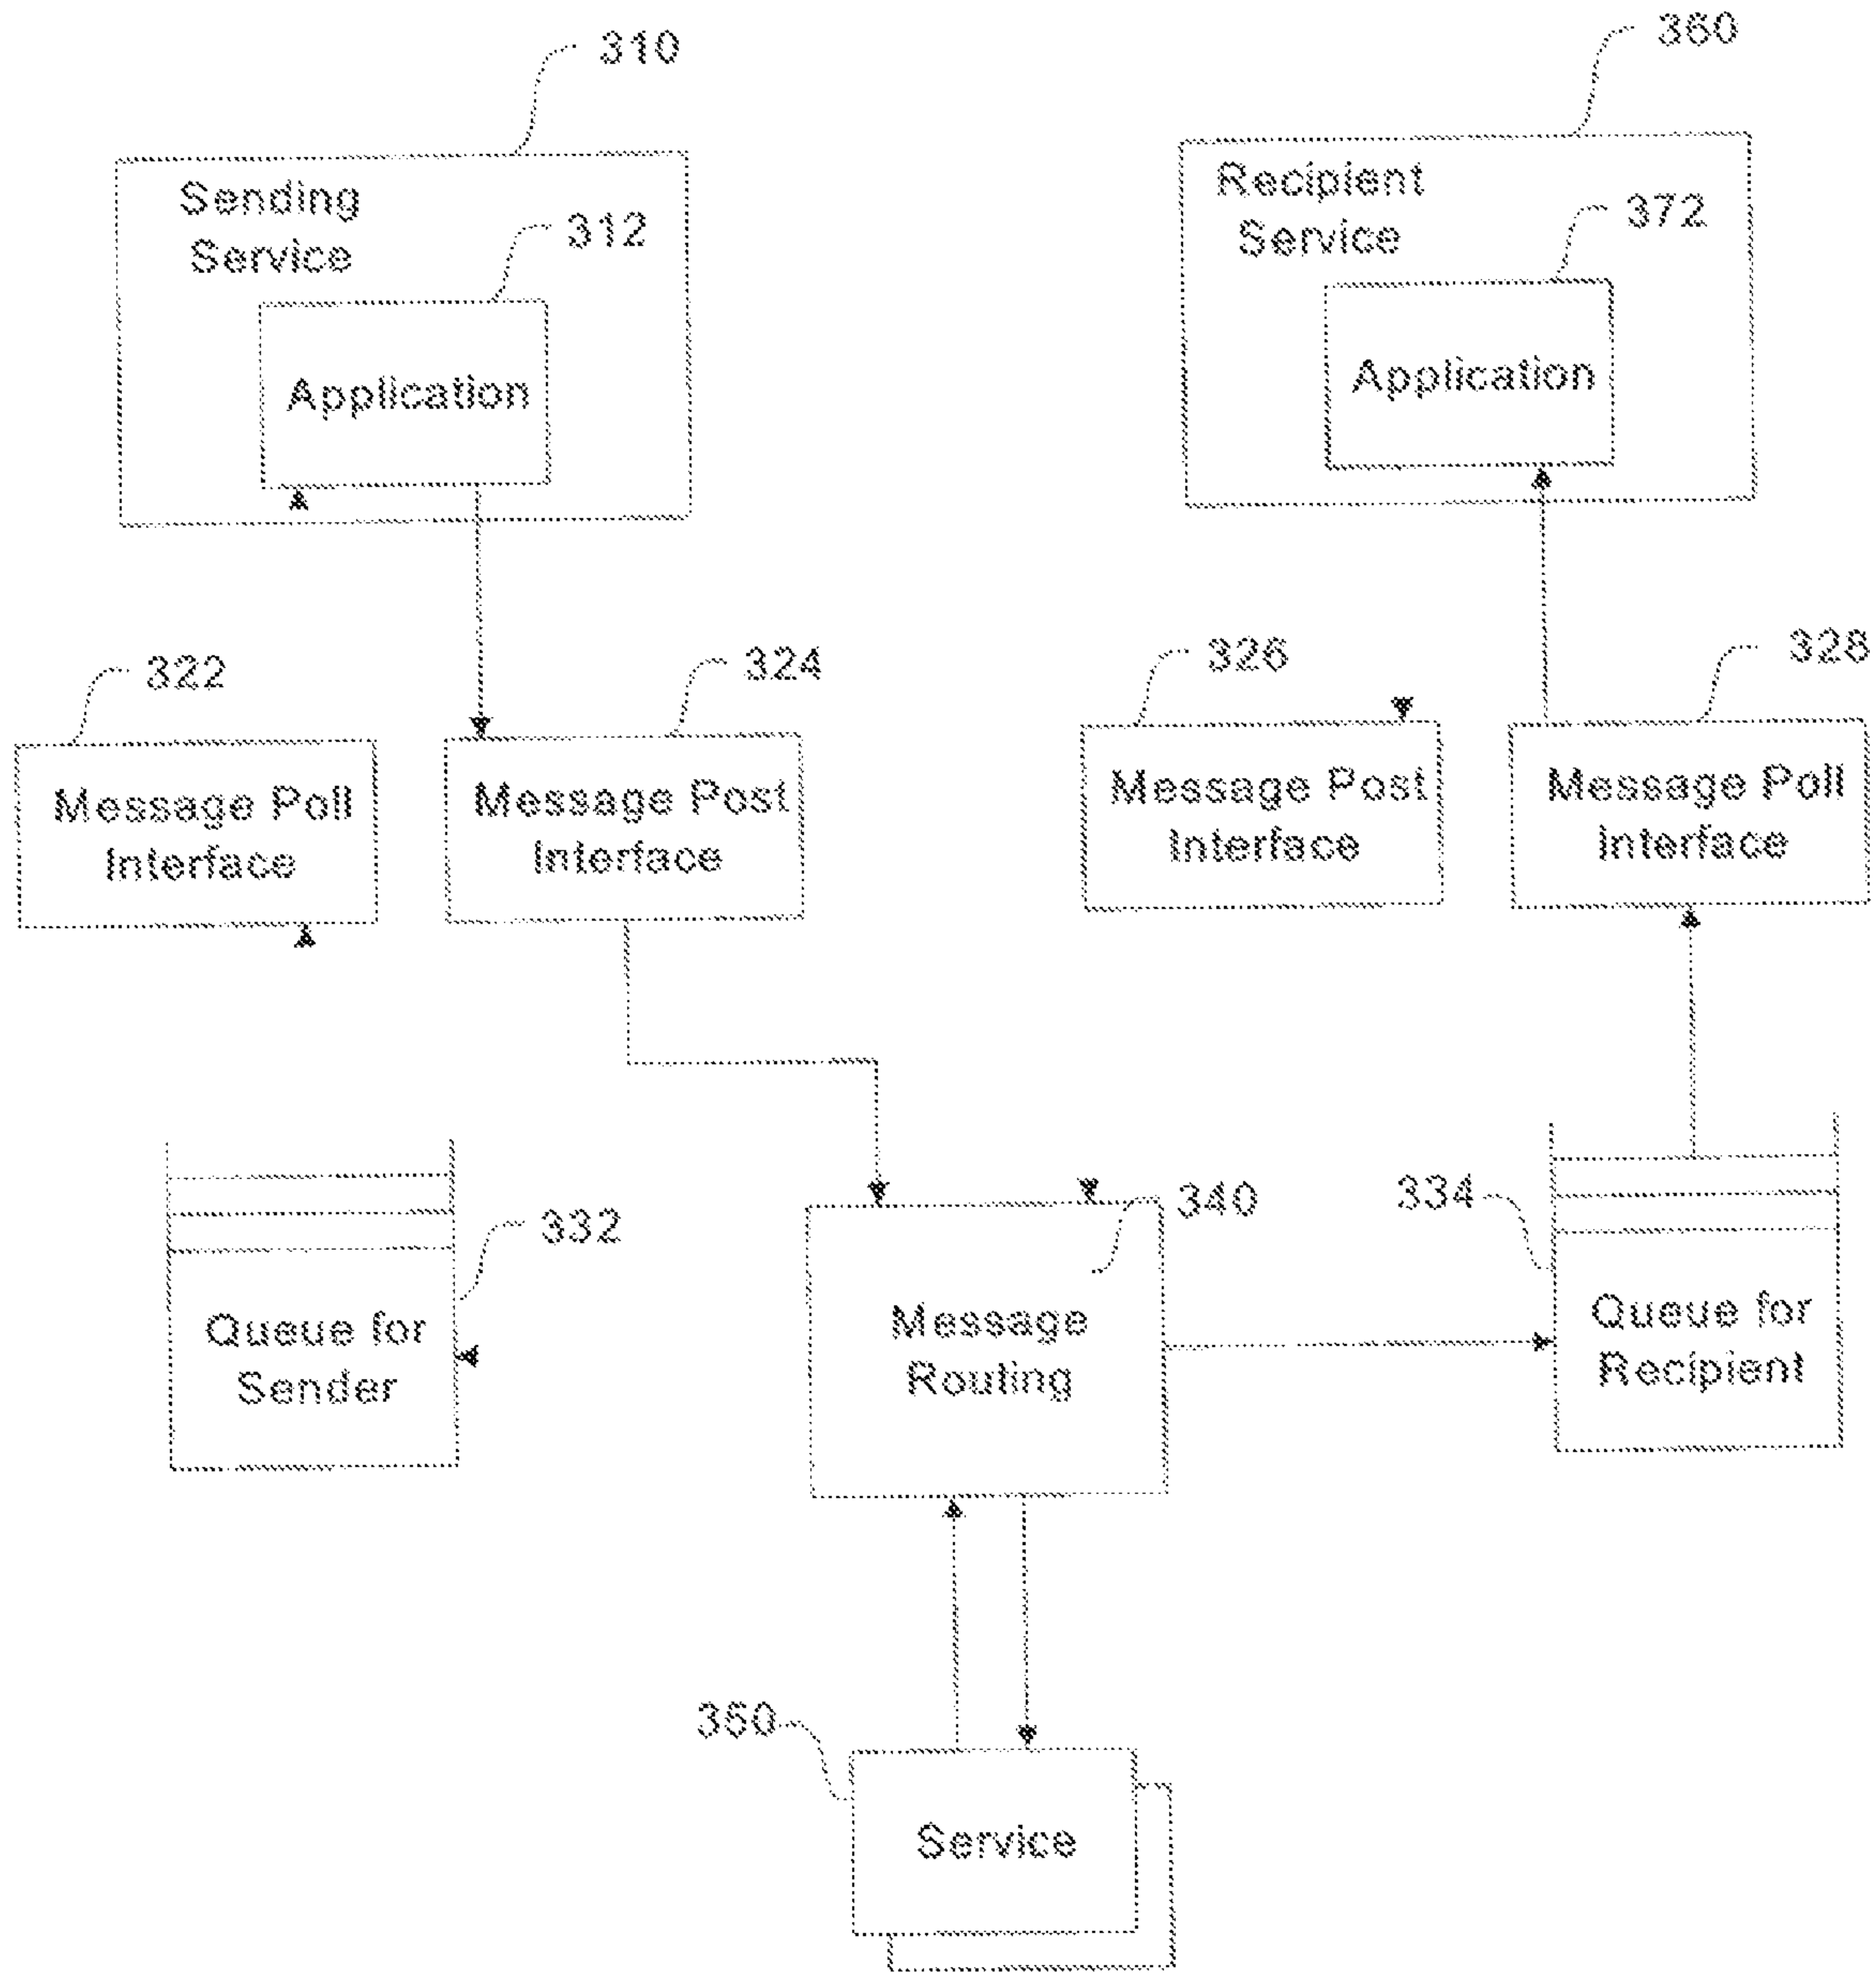 310
360
Sending
Service
312
Recipient
Service
372
Application
Application
322
324
326
328
Message Poll
Interface
Message Post
Interface
Message Post
Interface
Message Poll
Interface
332
340
334
Queue for
Sender
Message
Routing
Queue for
Recipient
Service